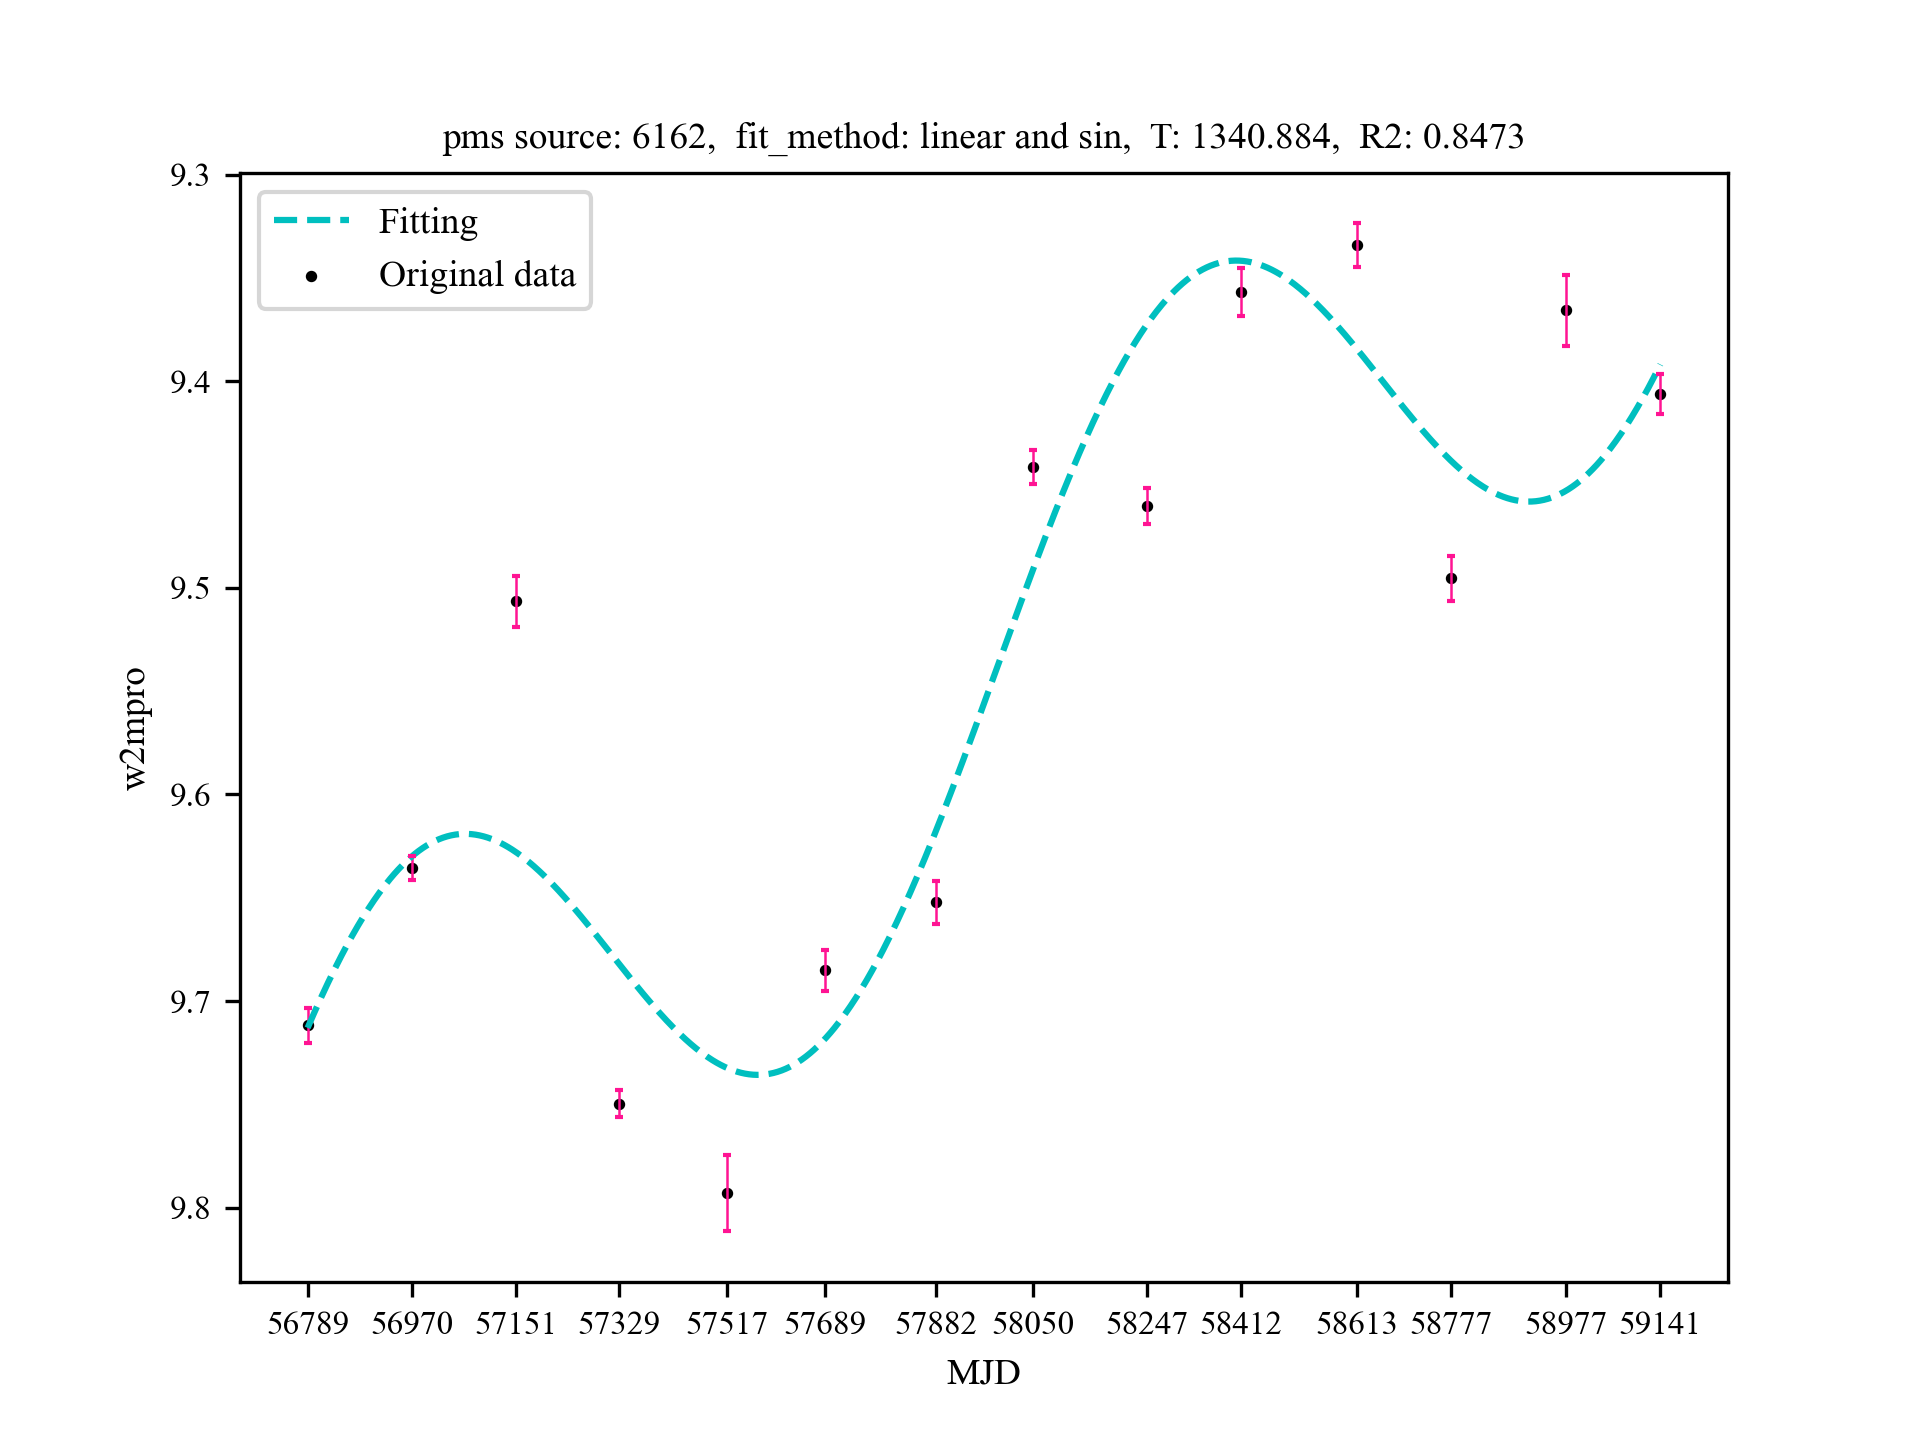 pms source: 6162,  fit_method: linear and sin,  T: 1340.884,  R2: 0.8473
Fitting
Original data
9.3
9.4
9.5
9.6
9.7
9.8
w2mpro
56789 56970 57151 57329 57517 57689 57882 58050 58247 58412 58613 58777 58977 59141
MJD